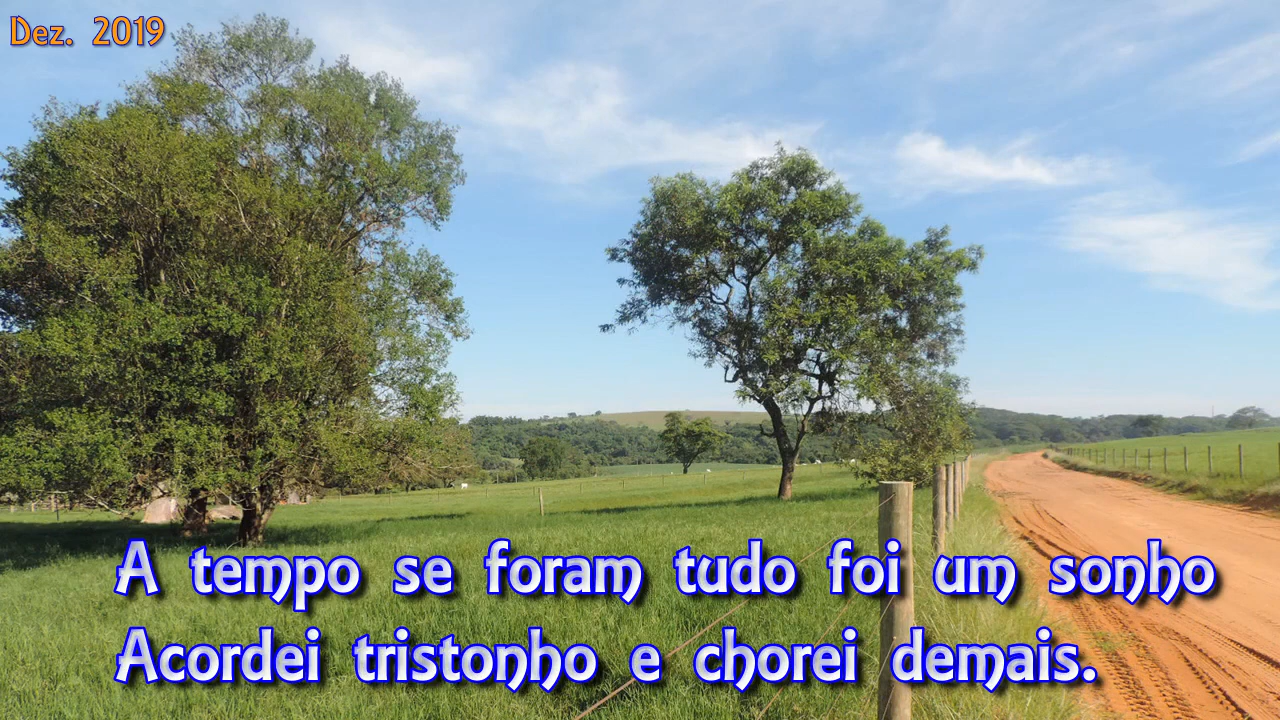 Dez. 2019
A tempo se foram tudo foi um sonho
Acordei tristonho e chorei demais.